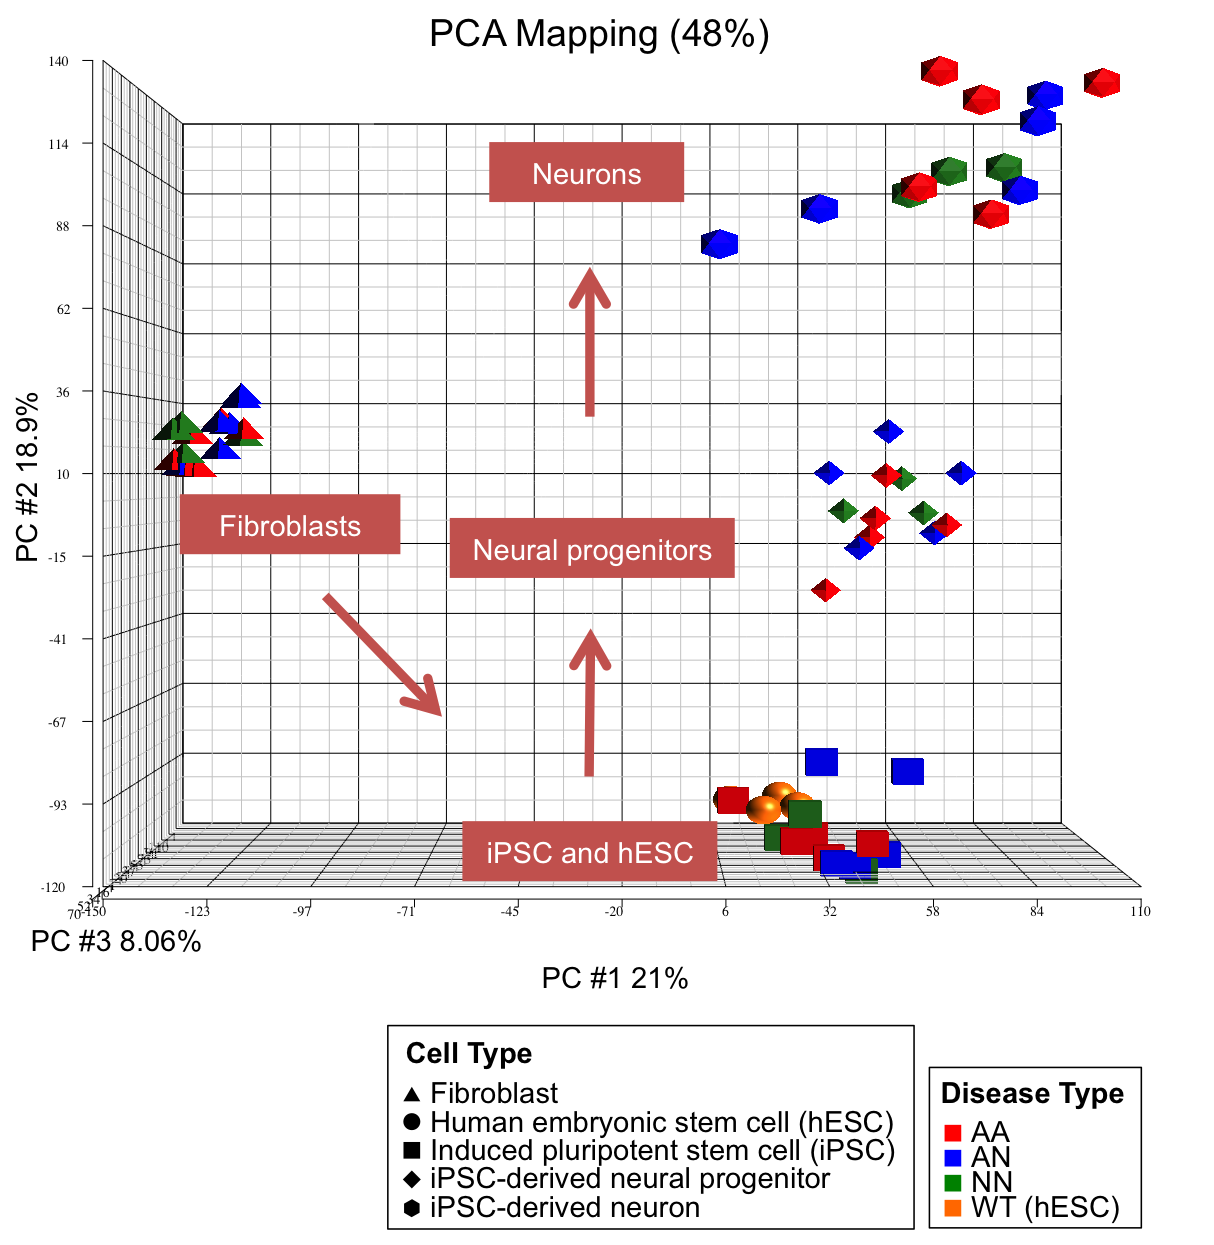 PCA Mapping (48%)
140
114
88
62
36
10
-15
-41
-67
-93
-120
PC #2 18.9%
Neurons
Fibroblasts
Neural progenitors
iPSC and hESC
-150
-123
-97
-71
-45
-20
6
32
58
84
110
70
PC #3 8.06%
PC #1 21%
Cell Type
Fibroblast
Human embryonic stem cell (hESC)
Induced pluripotent stem cell (iPSC)
iPSC-derived neural progenitor
iPSC-derived neuron
Disease Type
AA
AN
NN
WT (hESC)